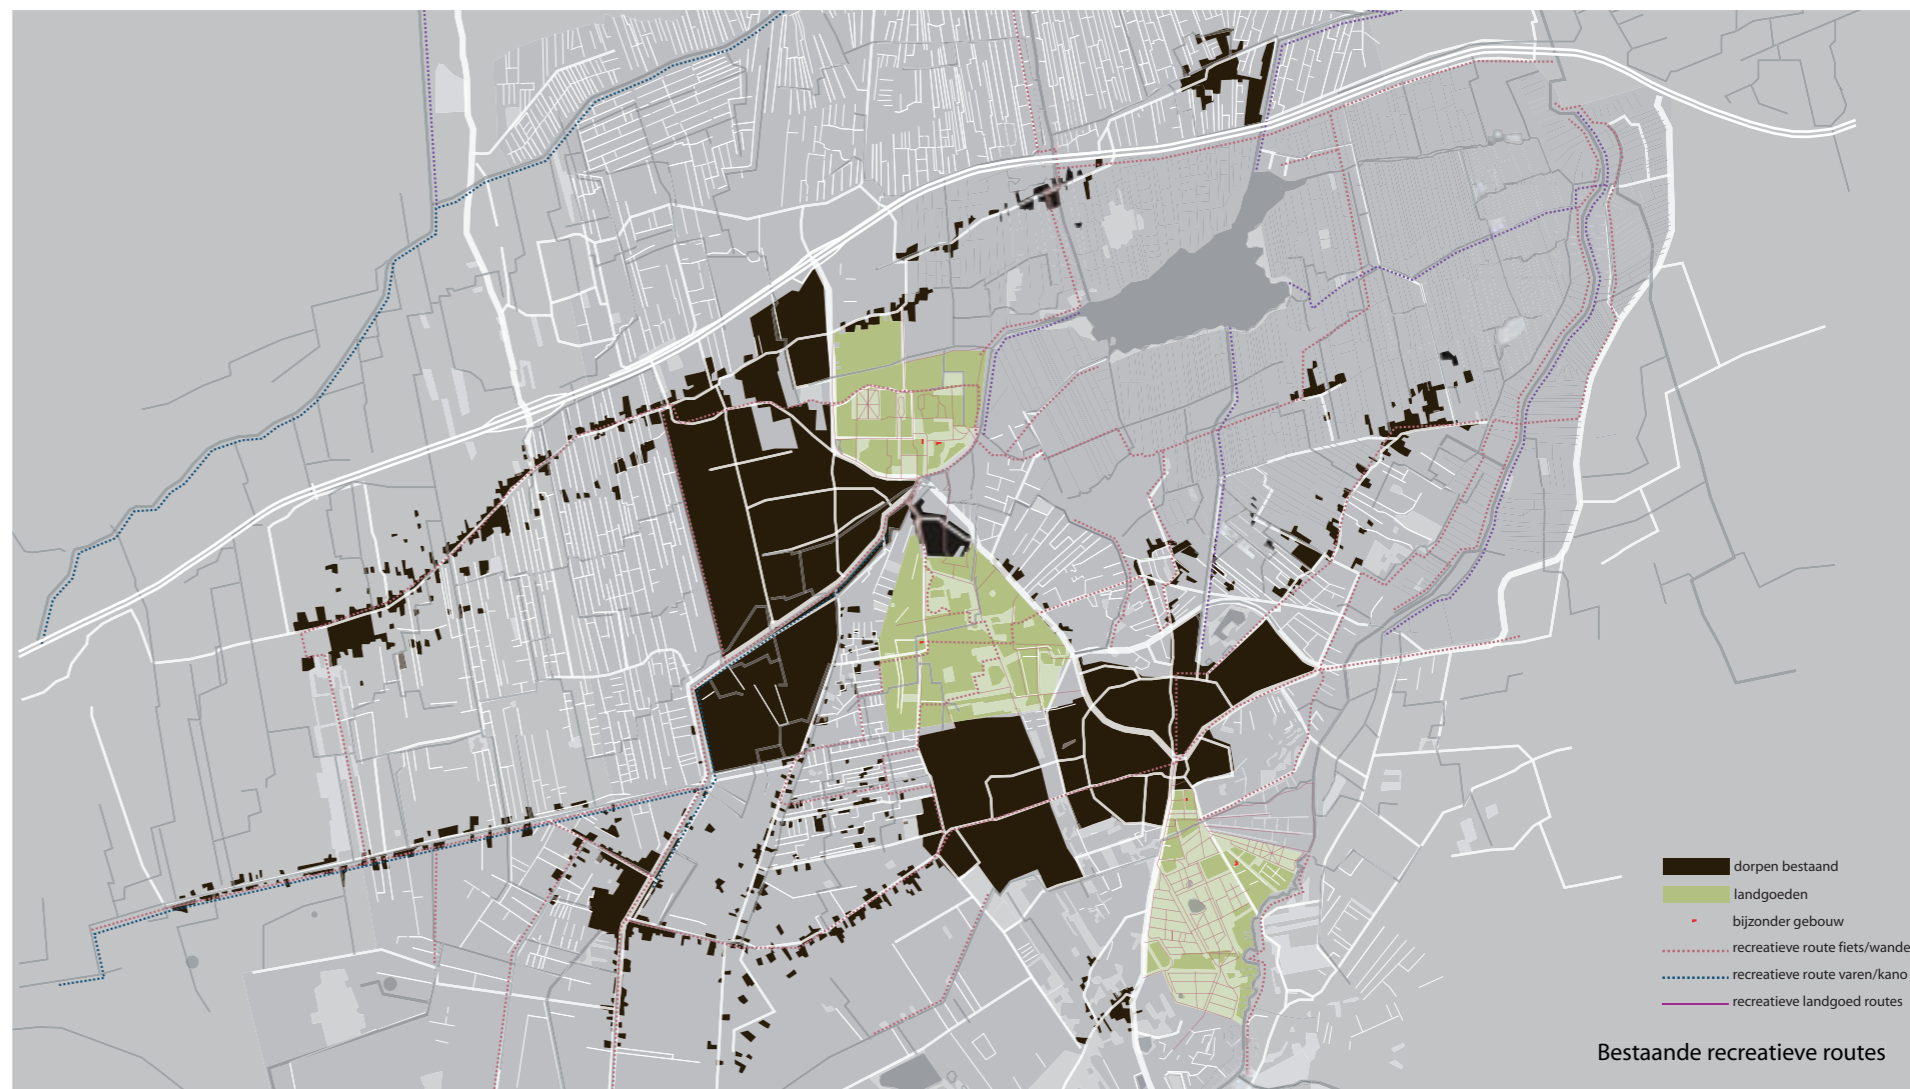 dorpen bestaand
landgoeden
bijzonder gebouw
recreatieve route fiets/wande
recreatieve route varen/kano
recreatieve landgoed routes
Bestaande recreatieve routes